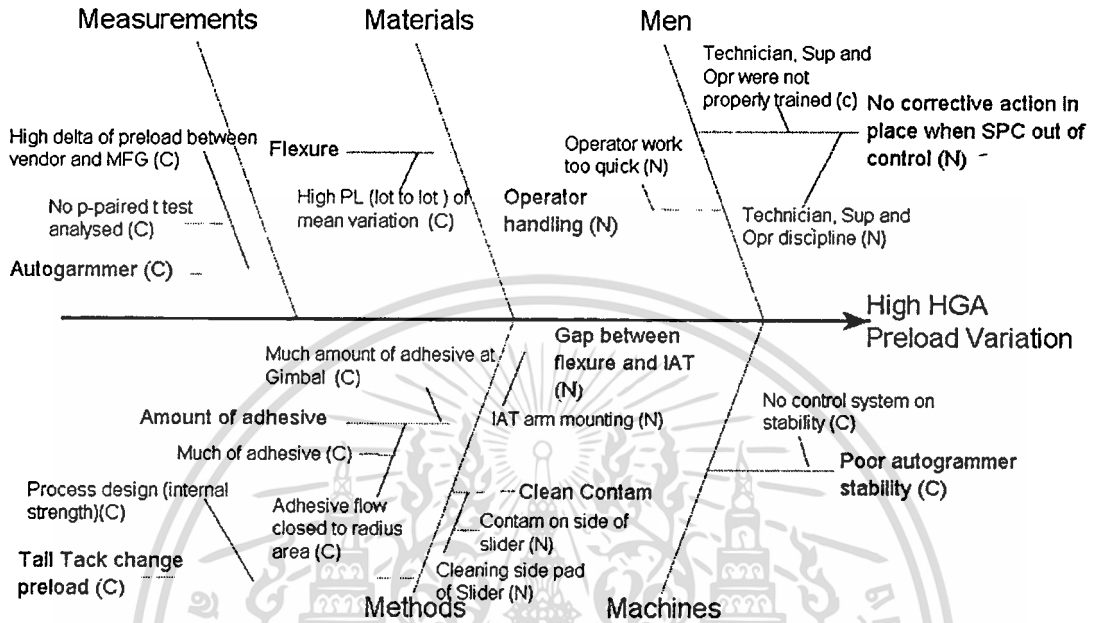 Measurements
Materials
Men
Technician, Sup and
Opr were not
properly trained (c)
No corrective action in
place when SPC out of
control (N)
High delta of preload between
vendor and MFG (C)
Flexure
Operator work
too quick (N)
No p-paired t test
analysed (C)
High PL (lot to lot ) of
mean variation (C)
Operator
handling (N)
Technician, Sup and
Opr discipline (N)
Autogarmmer (C)
High HGA
Preload Variation
Much amount of adhesive at
Gimbal (C)
Gap between
flexure and IAT
(N)
Amount of adhesive
IAT arm mounting (N)
No control system on
stability (C)
Much of adhesive (C)
Poor autogrammer
stability (C)
Process design (internal
strength)(C)
Adhesive flow
closed to radius
area (C)
Clean Contam
Contam on side of
slider (N)
Tall Tack change
preload (C)
Cleaning side pad
of Slider (N)
Methods
Machines